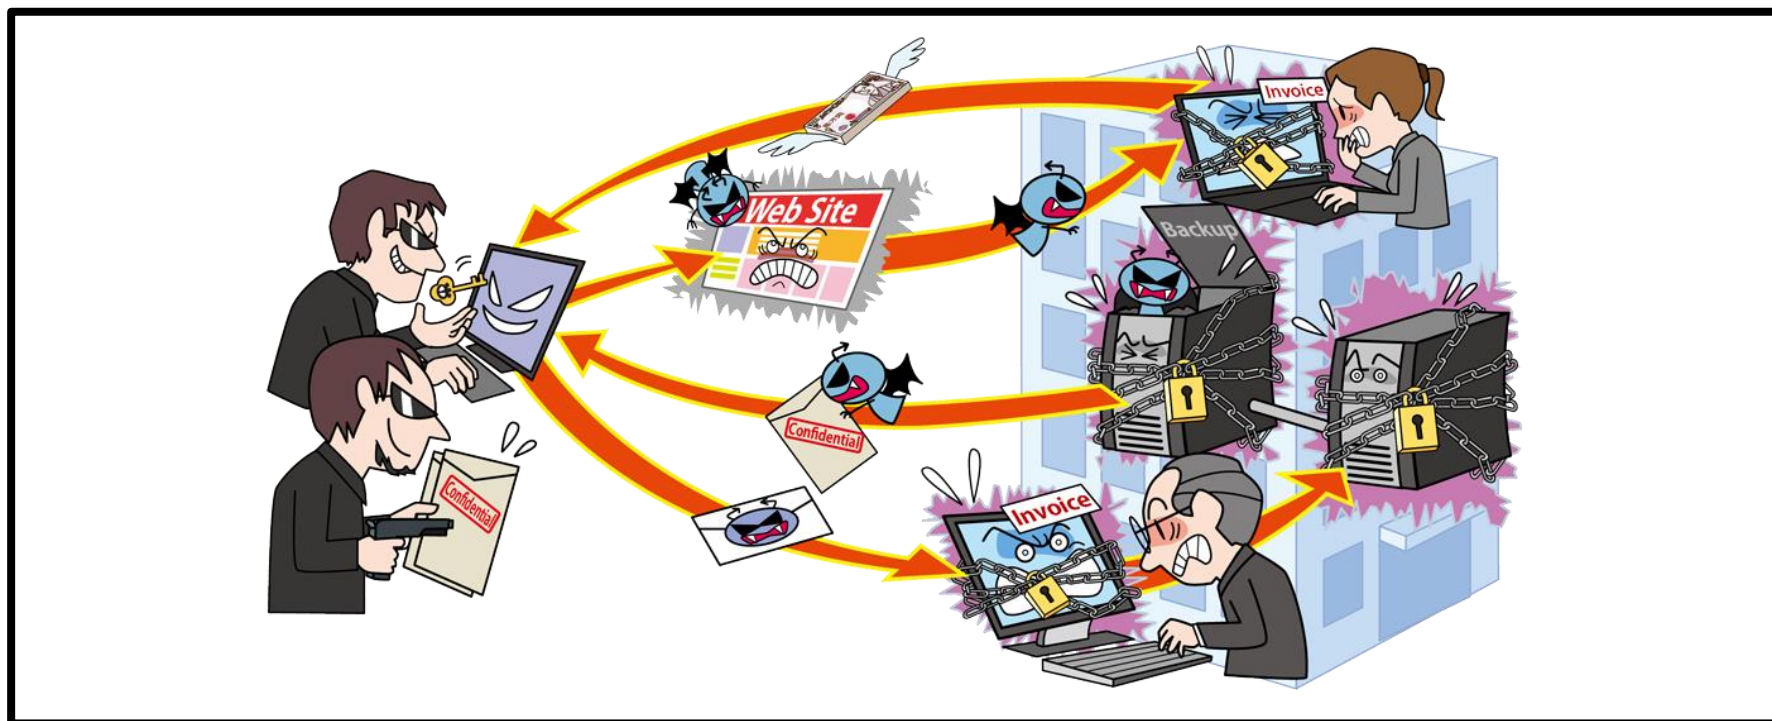 Invoice
Web Site
Backup
Confidential
Confidential
Invoice